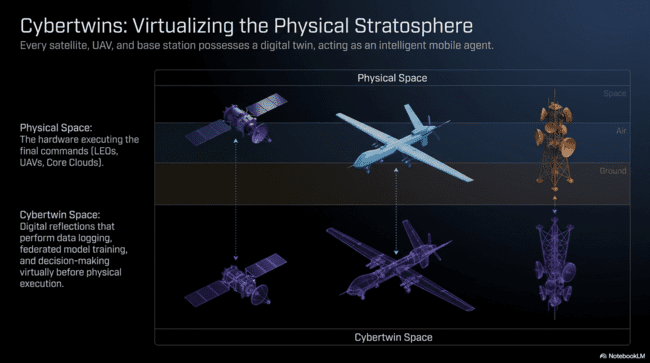 Cybertwins: Virtualizing the Physical Stratosphere
Every satellite, UAV, and base station possesses a digital twin, acting as an intelligent mobile agent.
Physical Space
Space
Physical Space:
The hardware executing the
final commands (LEOs,
UAVs, Core Clouds).
Air
Ground
Cybertwin Space:
Digital reflections that
perform data logging,
federated model training,
and decision-making
virtually before physical
execution.
Cybertwin Space
NotebookLM